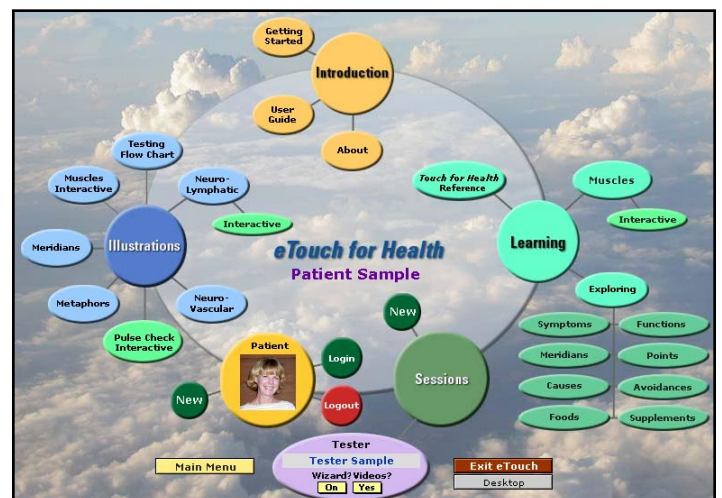 Getting
Started
Introduction
User
Guide
About
Testing
Flow Chart
Muscles
Interactive
Neuro-
Lymphatic
Interactive
Meridians
Illustrations
Metaphors
Neuro-
Vascular
Pulse Check
Interactive
eTouch for Health
Patient Sample
Touch for Health
Reference
Muscles
Interactive
Learning
Exploring
Symptoms
Functions
Meridians
Points
Causes
Avoidances
Foods
Supplements
New
Sessions
Patient
Login
New
Logout
Tester
Tester Sample
Wizard? Videos?
On Yes
Main Menu
Exit eTouch
Desktop